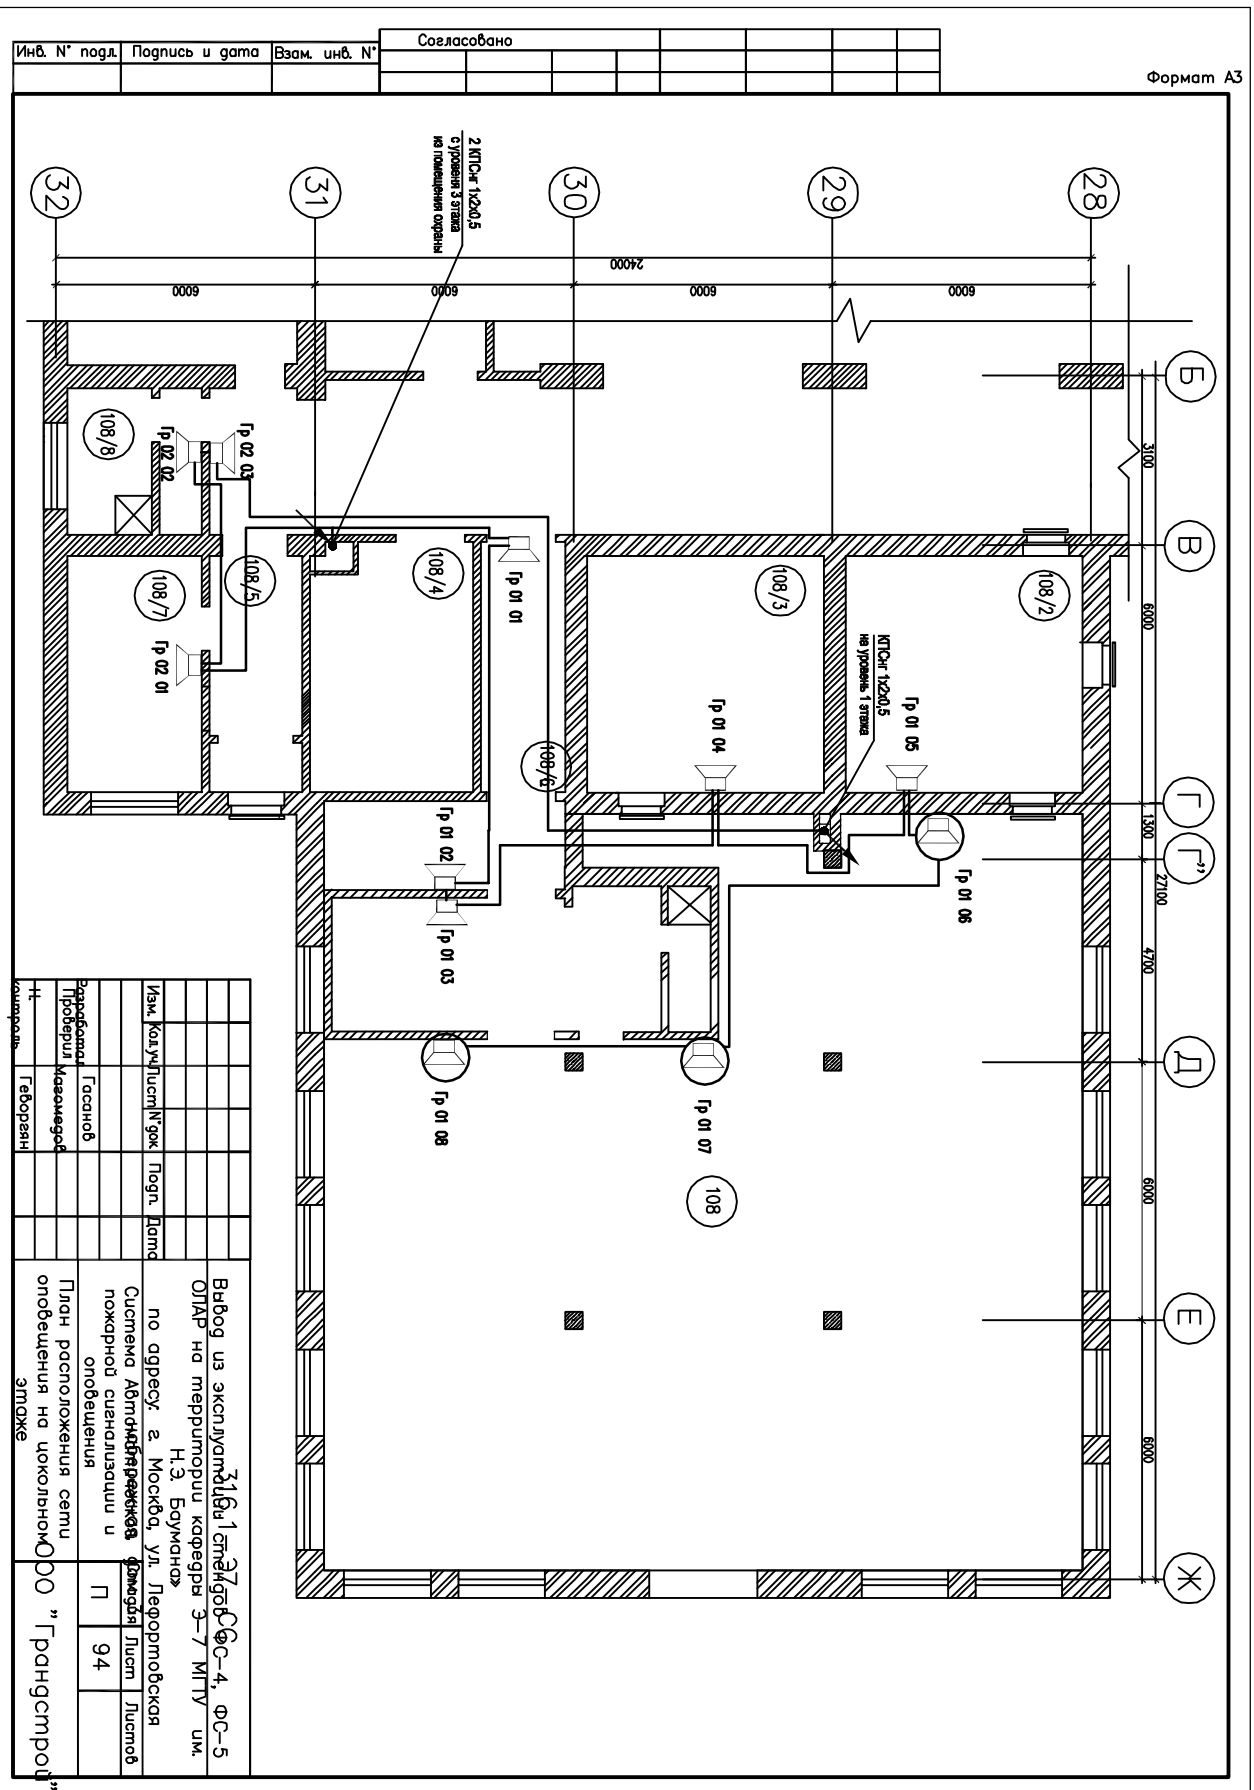 Инв. N° подл.
Подпись и дата
Взам. инв. N°
Согласовано
Формат А3
2 КПСнг 1х2х0,5
с уровня 3 этажа
из помещения охраны
32
31
30
29
28
24000
6000
6000
6000
6000
Б
В
Г
Г"
Д
Е
Ж
3100
6000
1300
27100
4700
6000
6000
108/8
Гр 02 02
Гр 02 03
108/7
108/5
Гр 02 01
108/4
Гр 01 01
108/3
108/2
КПСнг 1х2х0,5
на уровень 1 этажа
Гр 01 04
Гр 01 05
108/6
Гр 01 02
Гр 01 03
Гр 01 06
Гр 01 08
Гр 01 07
108
Изм.
Кол.уч.
Лист
N°док
Подп.
Дата
Разработал
Гасанов
Проверил
Магомедов
Н. контроль
Геворгян
3161-Э7-СС
Вывод из эксплуатации стендов ФС-4, ФС-5
ОЛАР на территории кафедры Э-7 МГТУ им.
Н.Э. Баумана»
по адресу: г. Москва, ул. Лефортовская
набережная,
Система Автоматической
пожарной сигнализации и
оповещения
Стадия
Лист
Листов
П
94
План расположения сети
оповещения на цокольном
этаже
ООО "Грандстрой"